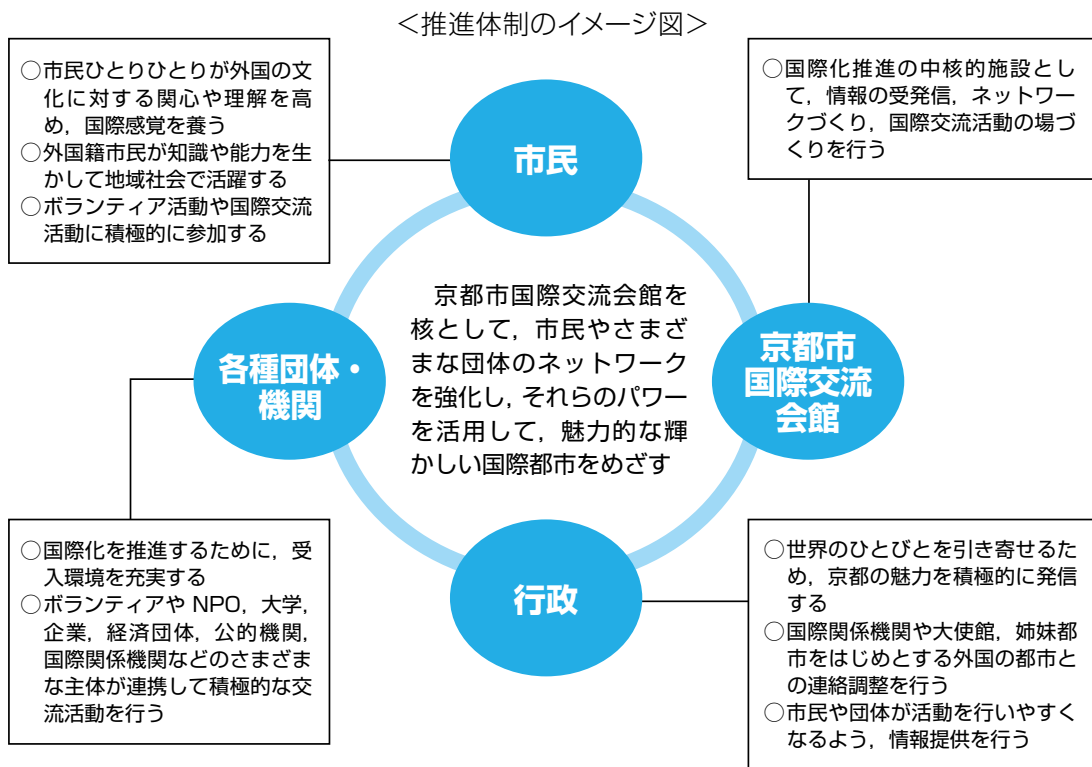 ＜推進体制のイメージ図＞
○市民ひとりひとりが外国の文
化に対する関心や理解を高
め，国際感覚を養う
○外国籍市民が知識や能力を生
かして地域社会で活躍する
○ボランティア活動や国際交流
活動に積極的に参加する
市民
○国際化推進の中核的施設とし
て，情報の受発信，ネットワー
クづくり，国際交流活動の場づ
くりを行う
各種団体・
機関
京都市国際交流会館を
核として，市民やさまざ
まな団体のネットワーク
を強化し，それらのパワー
を活用して，魅力的な輝
かしい国際都市をめざす
京都市
国際交流
会館
○国際化を推進するために，受
入環境を充実する
○ボランティアや NPO，大学，
企業，経済団体，公的機関，
国際関係機関などのさまざま
な主体が連携して積極的な交
流活動を行う
行政
○世界のひとびとを引き寄せるた
め，京都の魅力を積極的に発信
する
○国際関係機関や大使館，姉妹都
市をはじめとする外国の都市と
の連絡調整を行う
○市民や団体が活動を行いやすく
なるよう，情報提供を行う